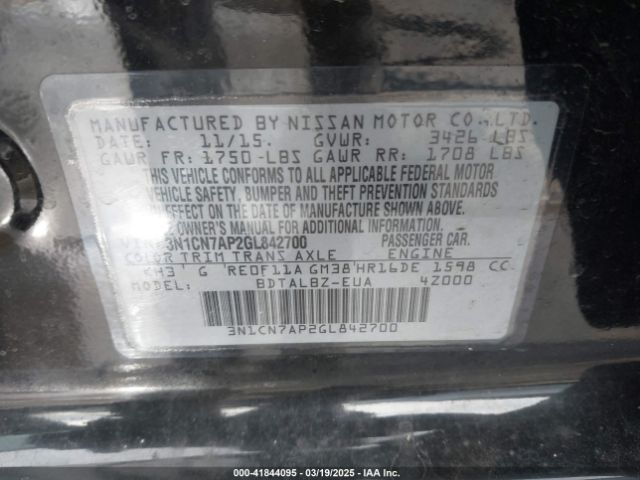 MANUFACTURED BY NISSAN MOTOR CO.,LTD.
DATE: 11/15. GVWR: 3426 LBS
GAWR FR: 1750 LBS GAWR RR: 1708 LBS
THIS VEHICLE CONFORMS TO ALL APPLICABLE FEDERAL MOTOR
VEHICLE SAFETY, BUMPER AND THEFT PREVENTION STANDARDS
IN EFFECT ON THE DATE OF MANUFACTURE SHOWN ABOVE.
SEE OWNER'S MANUAL FOR ADDITIONAL INFORMATION.
3N1CN7AP2GL842700 PASSENGER CAR.
COLOR TRIM TRANS AXLE ENGINE
KH3 G RE0F11A GM38 HR16DE 1598 CC
MODEL: BDTALBZ-EUA 4Z000
3N1CN7AP2GL842700
000-41844095 — 03/19/2025 — IAA Inc.